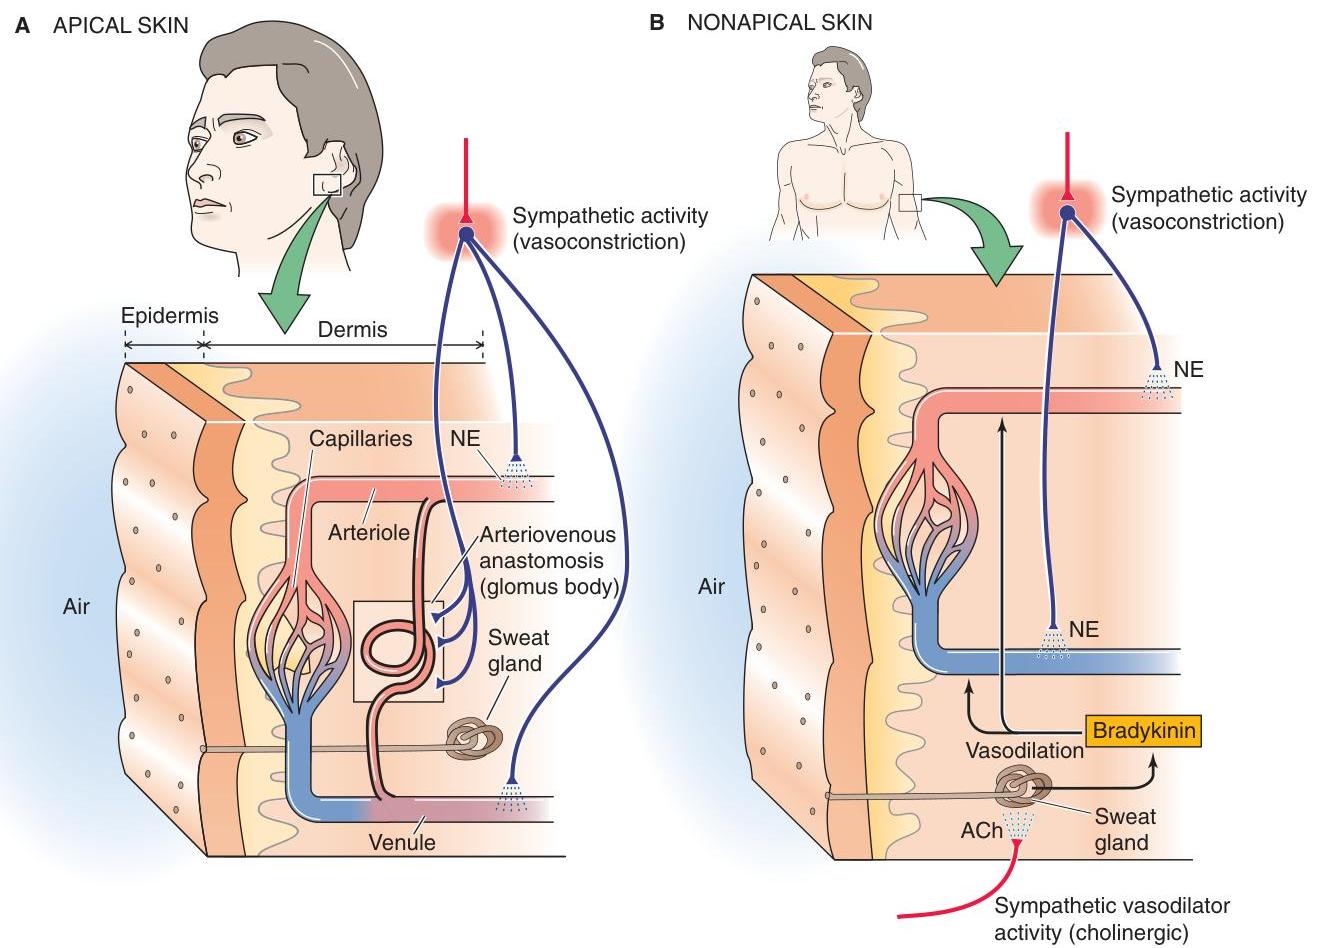 A APICAL SKIN
Sympathetic activity
(vasoconstriction)
Epidermis
Dermis
Capillaries
NE
Arteriole
Arteriovenous
anastomosis
(glomus body)
Air
Sweat
gland
Venule
B NONAPICAL SKIN
Sympathetic activity
(vasoconstriction)
NE
Air
NE
Bradykinin
Vasodilation
ACh
Sweat
gland
Sympathetic vasodilator
activity (cholinergic)